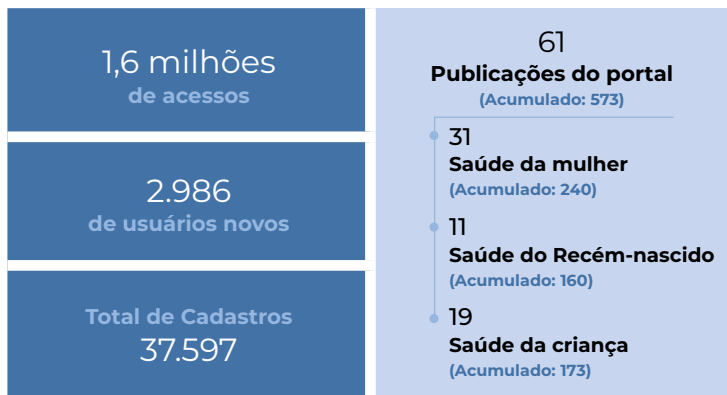 1,6 milhões
de acessos
2.986
de usuários novos
Total de Cadastros
37.597
61
Publicações do portal
(Acumulado: 573)
31
Saúde da mulher
(Acumulado: 240)
11
Saúde do Recém-nascido
(Acumulado: 160)
19
Saúde da criança
(Acumulado: 173)